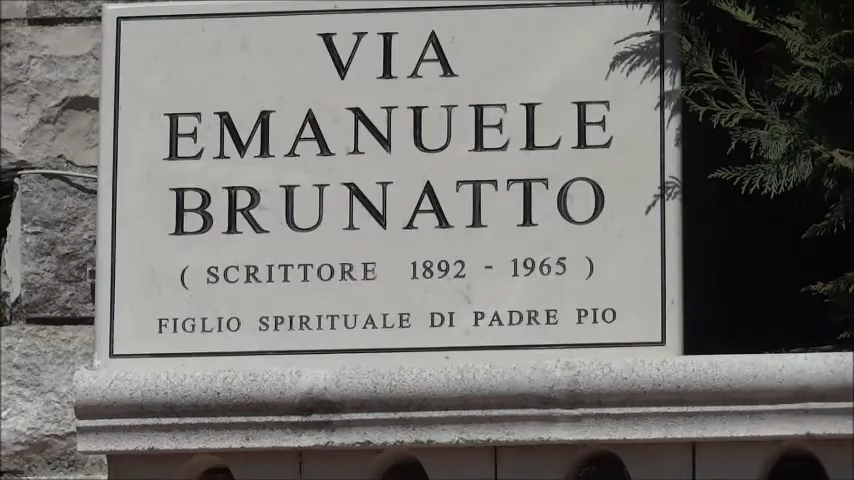 VIA
EMANUELE
BRUNATTO
( SCRITTORE 1892 - 1965 )
FIGLIO SPIRITUALE DI PADRE PIO